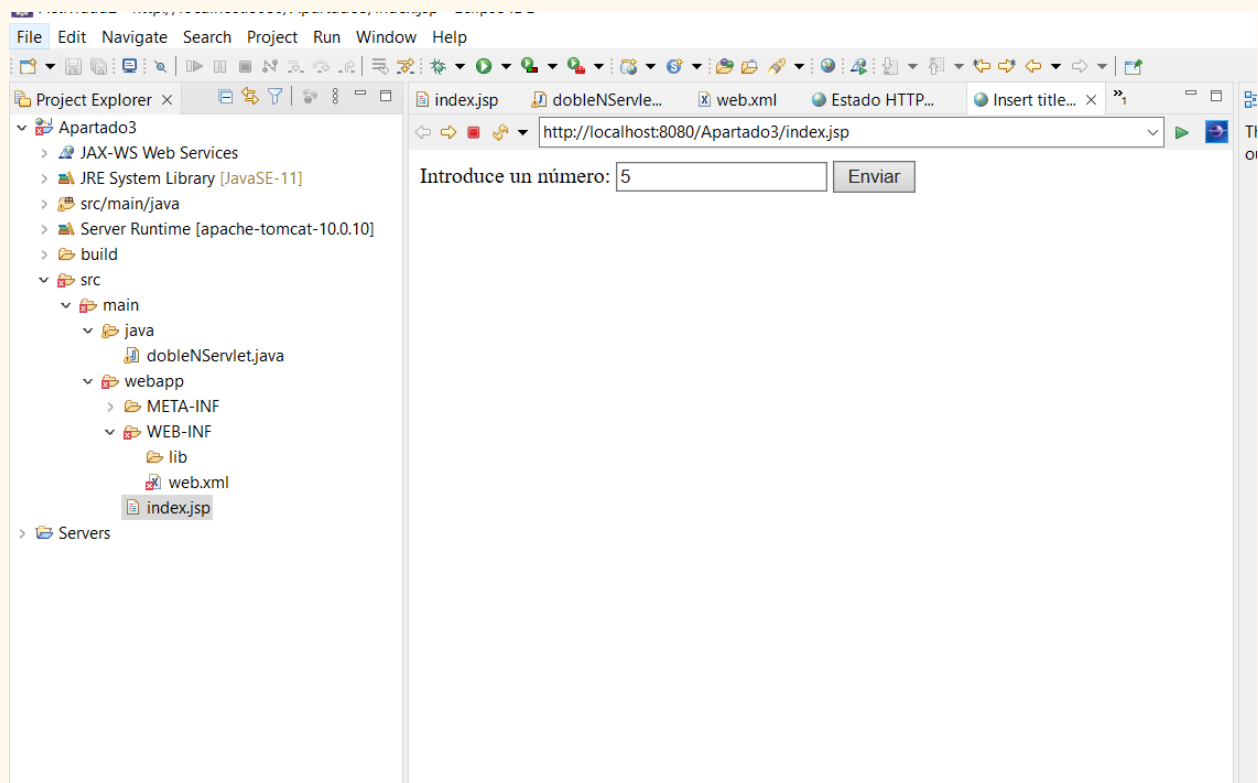 File Edit Navigate Search Project Run Window Help
Project Explorer
index.jsp dobleNServle... web.xml Estado HTTP... Insert title... »1
Apartado3
http://localhost:8080/Apartado3/index.jsp
JAX-WS Web Services
JRE System Library [JavaSE-11]
src/main/java
Server Runtime [apache-tomcat-10.0.10]
build
src
main
java
dobleNServlet.java
webapp
META-INF
WEB-INF
lib
web.xml
index.jsp
Servers
Introduce un número: 5 Enviar